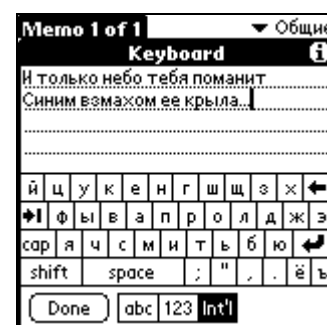 Memo 1 of 1 Общие
Keyboard i
И только небо тебя поманит
Синим взмахом ее крыла...
й ц у к е н г ш щ з х
ф ы в а п р о л д ж э
cap я ч с м и т ь б ю
shift space ; " , . ё ъ
Done abc 123 Int'l